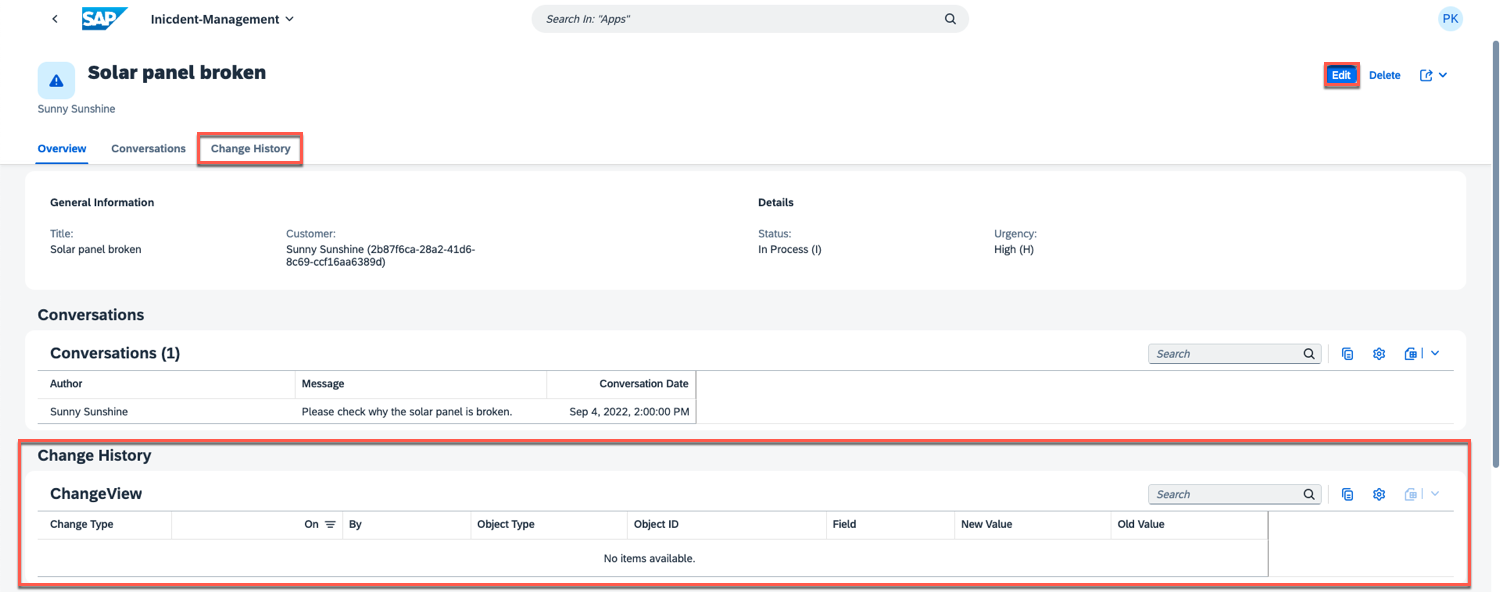 SAP Inicdent-Management
Search In: "Apps"
PK
Solar panel broken
Sunny Sunshine
Edit Delete
Overview Conversations Change History
General Information
Title:
Solar panel broken
Customer:
Sunny Sunshine (2b87f6ca-28a2-41d6-
8c69-ccf16aa6389d)
Details
Status:
In Process (I)
Urgency:
High (H)
Conversations
Conversations (1)
Search
Author Message Conversation Date
Sunny Sunshine Please check why the solar panel is broken. Sep 4, 2022, 2:00:00 PM
Change History
ChangeView
Search
Change Type On By Object Type Object ID Field New Value Old Value
No items available.